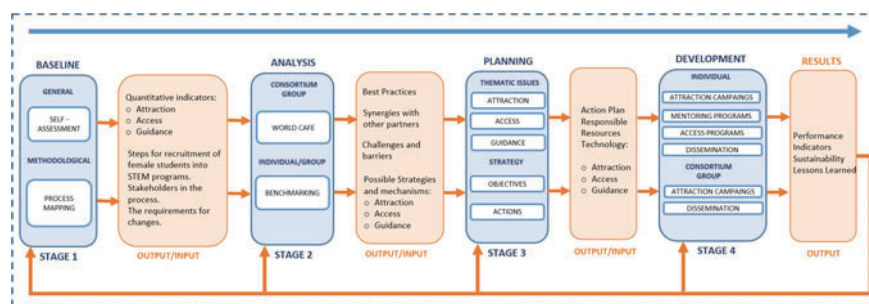 BASELINE
GENERAL
SELF -
ASSESSMENT
METHODOLOGICAL
PROCESS
MAPPING
STAGE 1
Quantitative indicators:
o Attraction
o Access
o Guidance
Steps for recruitment of
female students into
STEM programs.
Stakeholders in the
process.
The requirements for
changes.
OUTPUT/INPUT
ANALYSIS
CONSORTIUM
GROUP
WORLD CAFE
INDIVIDUAL/GROUP
BENCHMARKING
STAGE 2
Best Practices
Synergies with
other partners
Challenges and
barriers
Possible Strategies
and mechanisms:
o Attraction
o Access
o Guidance
OUTPUT/INPUT
PLANNING
THEMATIC ISSUES
ATTRACTION
ACCESS
GUIDANCE
STRATEGY
OBJECTIVES
ACTIONS
STAGE 3
Action Plan
Responsible
Resources
Technology:
o Attraction
o Access
o Guidance
OUTPUT/INPUT
DEVELOPMENT
INDIVIDUAL
ATTRACTION CAMPAINGS
MENTORING PROGRAMS
ACCESS PROGRAMS
DISSEMINATION
CONSORTIUM
GROUP
ATTRACTION CAMPAINGS
DISSEMINATION
STAGE 4
RESULTS
Performance
Indicators
Sustainability
Lessons Learned
OUTPUT